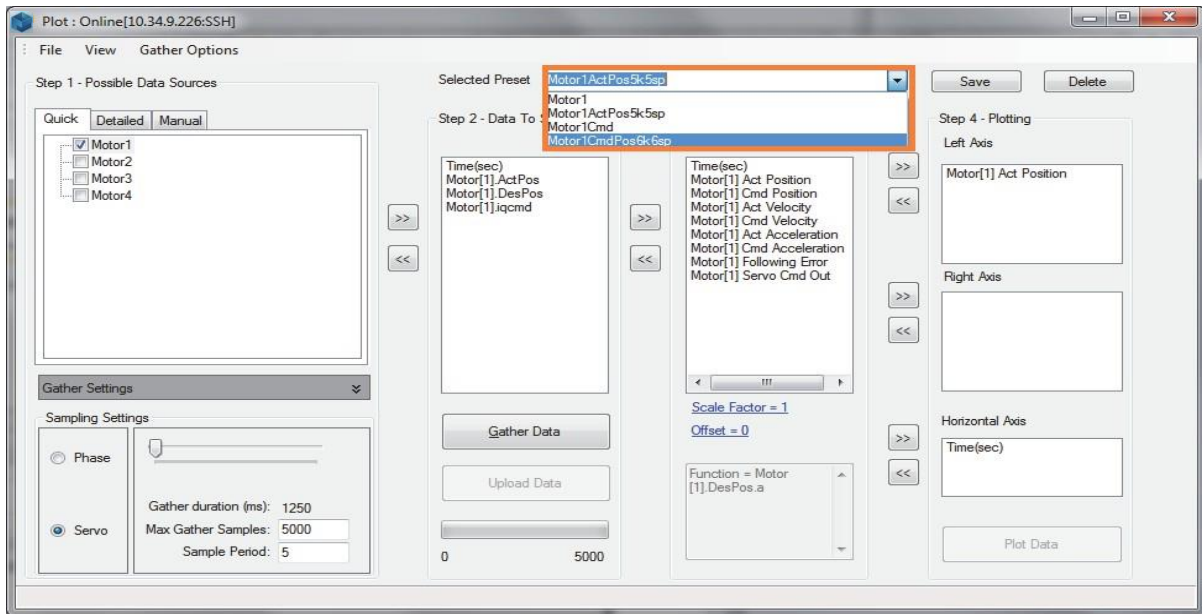 Plot : Online[10.34.9.226:SSH]
File View Gather Options
Step 1 - Possible Data Sources
Quick Detailed Manual
Motor1
Motor2
Motor3
Motor4
Gather Settings
Sampling Settings
Phase
Servo
Gather duration (ms): 1250
Max Gather Samples: 5000
Sample Period: 5
Selected Preset Motor1ActPos5k5sp
Motor1
Motor1ActPos5k5sp
Motor1Cmd
Motor1CmdPos6k6sp
Save Delete
Step 2 - Data To
Time(sec)
Motor[1].ActPos
Motor[1].DesPos
Motor[1].iqcmd
>>
<<
Gather Data
Upload Data
0 5000
>>
<<
Time(sec)
Motor[1] Act Position
Motor[1] Cmd Position
Motor[1] Act Velocity
Motor[1] Cmd Velocity
Motor[1] Act Acceleration
Motor[1] Cmd Acceleration
Motor[1] Following Error
Motor[1] Servo Cmd Out
Scale Factor = 1
Offset = 0
Function = Motor
[1].DesPos.a
Step 4 - Plotting
Left Axis
>>
<<
Motor[1] Act Position
Right Axis
>>
<<
Horizontal Axis
>>
<<
Time(sec)
Plot Data